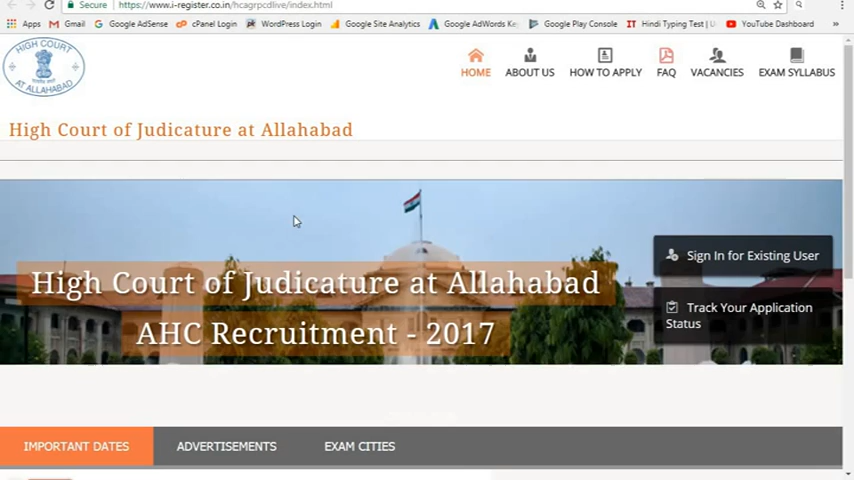 Secure https://www.i-register.co.in/hcagrpcdlive/index.html
Apps Gmail Google AdSense cPanel Login WordPress Login Google Site Analytics Google AdWords Key Google Play Console Hindi Typing Test | U YouTube Dashboard »
HIGH COURT
AT ALLAHABAD
HOME ABOUT US HOW TO APPLY FAQ VACANCIES EXAM SYLLABUS
High Court of Judicature at Allahabad
High Court of Judicature at Allahabad
AHC Recruitment - 2017
Sign In for Existing User
Track Your Application
Status
IMPORTANT DATES ADVERTISEMENTS EXAM CITIES